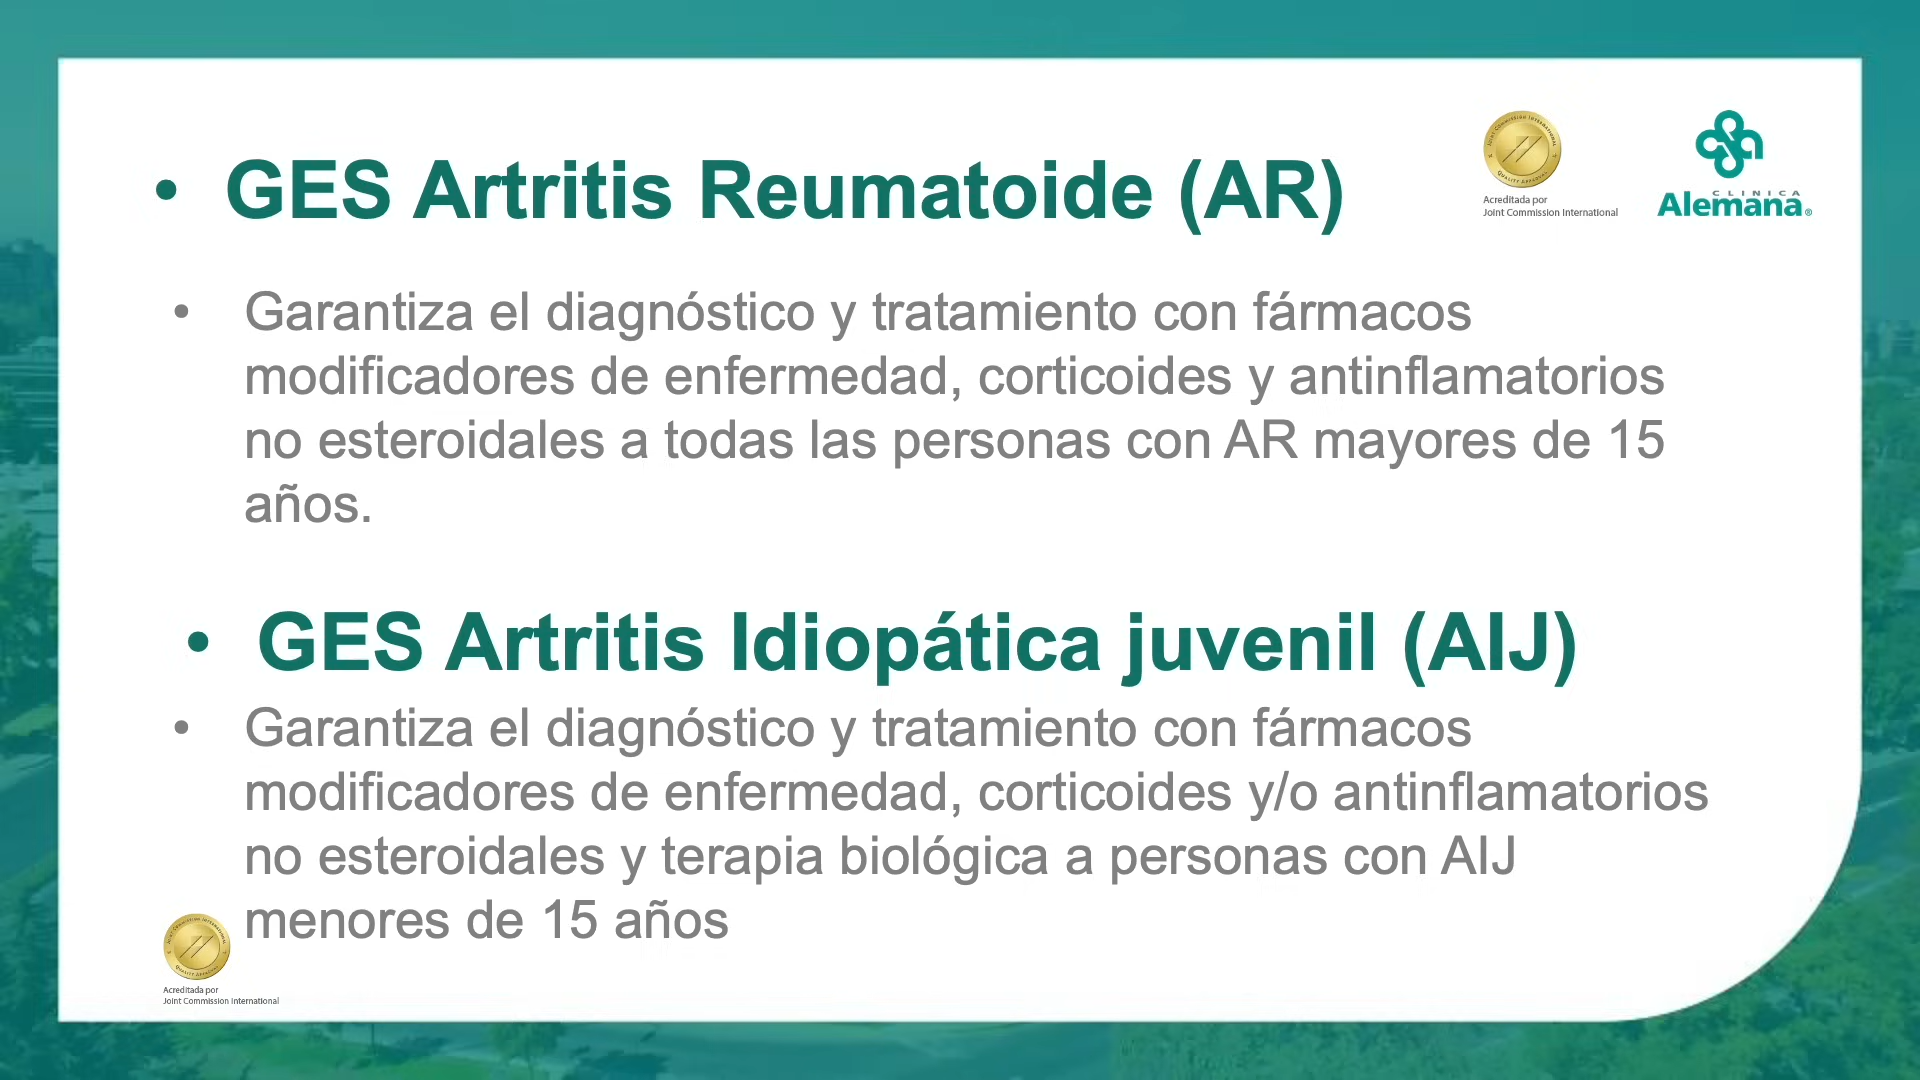 • GES Artritis Reumatoide (AR)
Acreditada por
Joint Commission International
CLINICA
Alemana®
• Garantiza el diagnóstico y tratamiento con fármacos
modificadores de enfermedad, corticoides y antinflamatorios
no esteroidales a todas las personas con AR mayores de 15
años.
• GES Artritis Idiopática juvenil (AIJ)
• Garantiza el diagnóstico y tratamiento con fármacos
modificadores de enfermedad, corticoides y/o antinflamatorios
no esteroidales y terapia biológica a personas con AIJ
menores de 15 años
Acreditada por
Joint Commission International